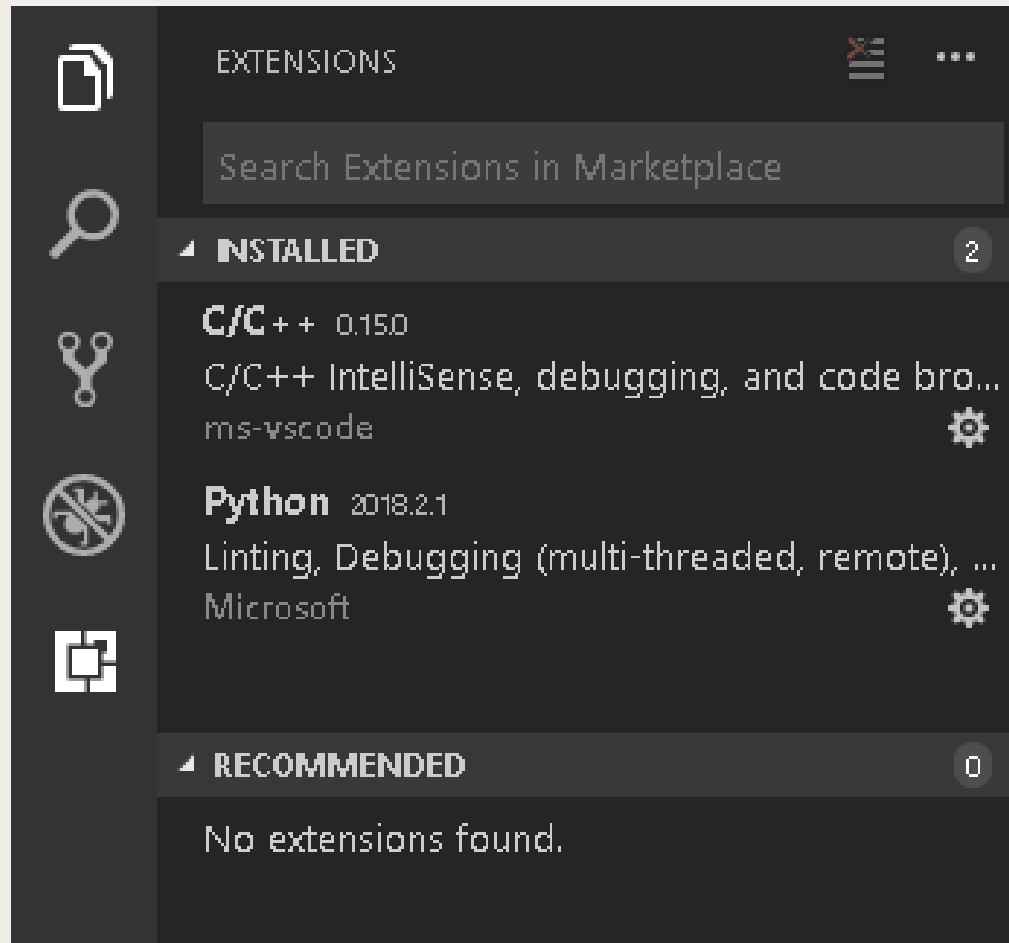 EXTENSIONS
Search Extensions in Marketplace
INSTALLED 2
C/C++ 0.15.0
C/C++ IntelliSense, debugging, and code bro...
ms-vscode
Python 2018.2.1
Linting, Debugging (multi-threaded, remote), ...
Microsoft
RECOMMENDED 0
No extensions found.